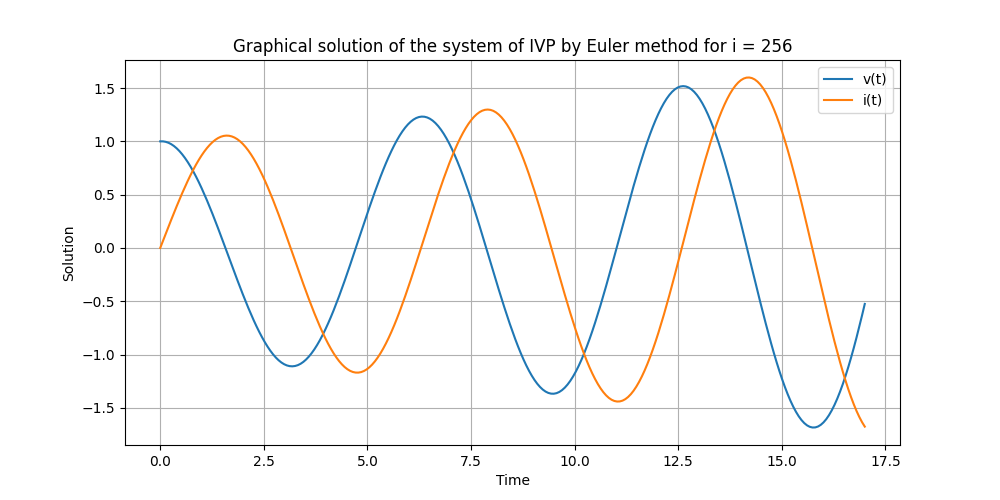 Graphical solution of the system of IVP by Euler method for i = 256
v(t)
i(t)
Solution
1.5
1.0
0.5
0.0
−0.5
−1.0
−1.5
0.0 2.5 5.0 7.5 10.0 12.5 15.0 17.5
Time